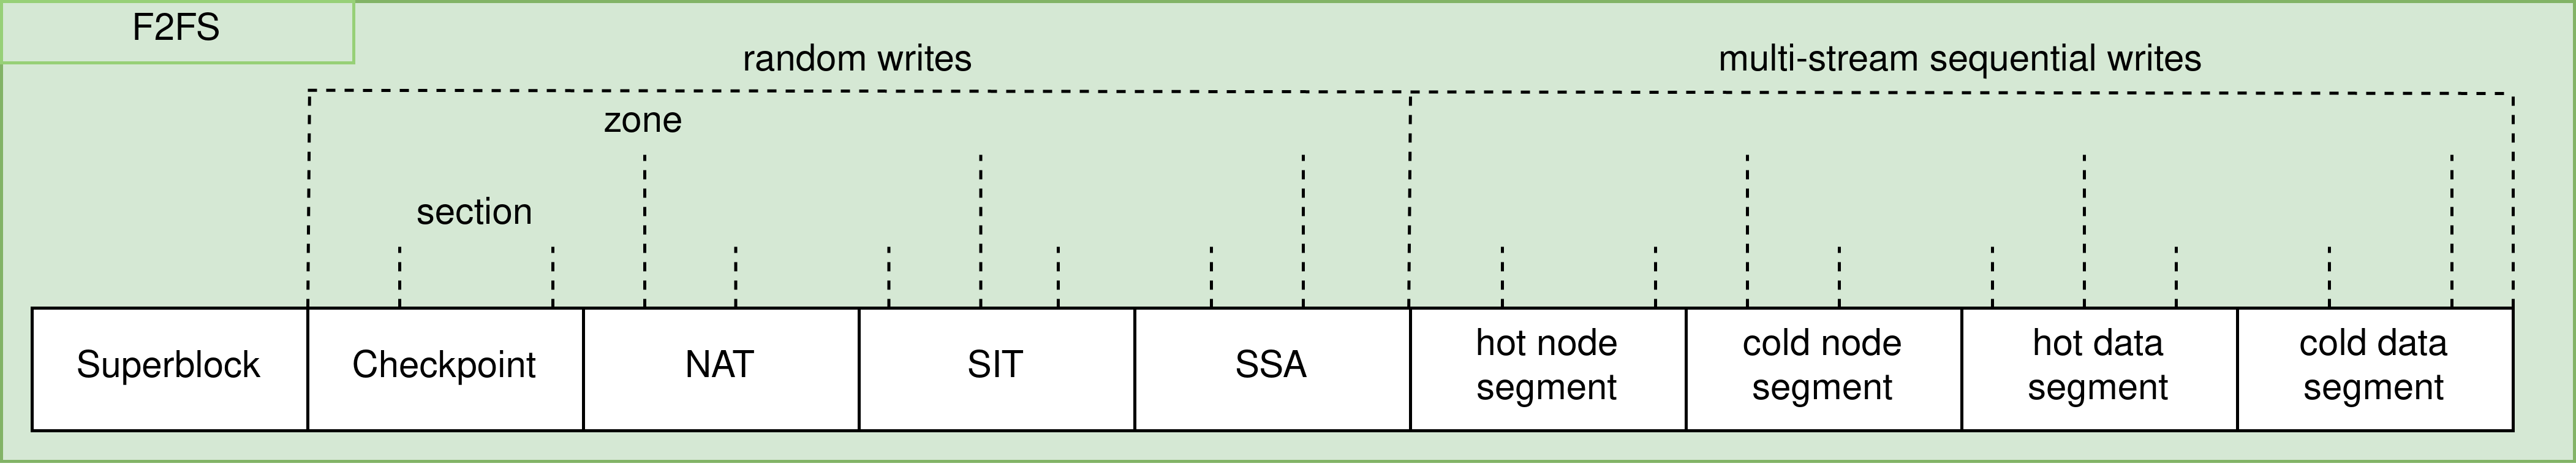 F2FS
random writes
multi-stream sequential writes
zone
section
Superblock
Checkpoint
NAT
SIT
SSA
hot node
segment
cold node
segment
hot data
segment
cold data
segment